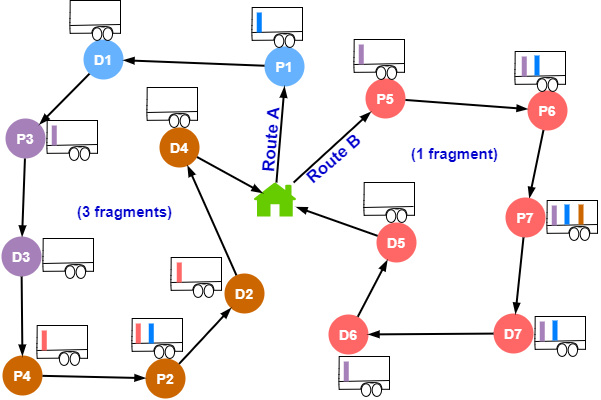 D1
P1
P5
P6
P3
D4
Route A
Route B
(1 fragment)
(3 fragments)
P7
D3
D5
D2
D6
D7
P4
P2